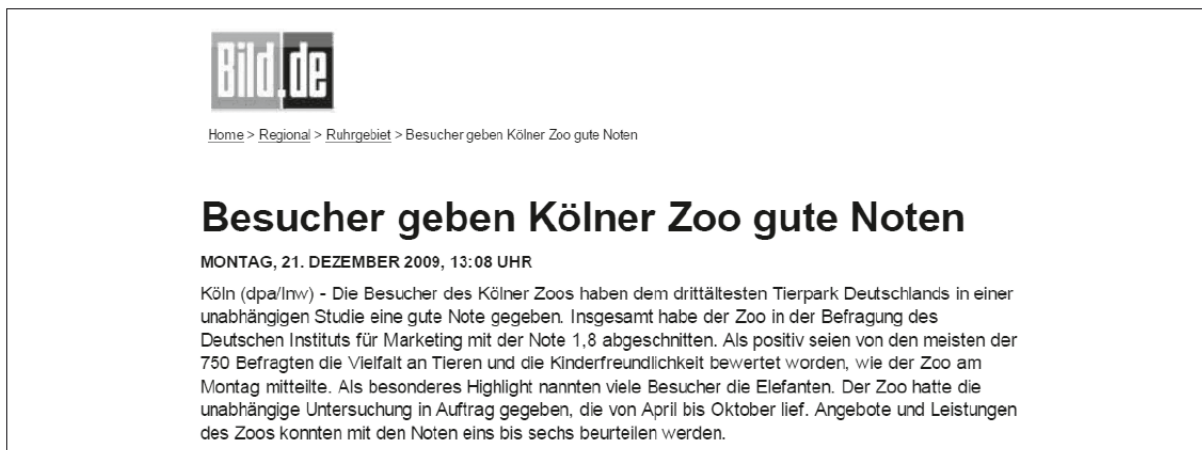 Bild.de
Home > Regional > Ruhrgebiet > Besucher geben Kölner Zoo gute Noten
Besucher geben Kölner Zoo gute Noten
MONTAG, 21. DEZEMBER 2009, 13:08 UHR
Köln (dpa/lnw) - Die Besucher des Kölner Zoos haben dem drittältesten Tierpark Deutschlands in einer
unabhängigen Studie eine gute Note gegeben. Insgesamt habe der Zoo in der Befragung des
Deutschen Instituts für Marketing mit der Note 1,8 abgeschnitten. Als positiv seien von den meisten der
750 Befragten die Vielfalt an Tieren und die Kinderfreundlichkeit bewertet worden, wie der Zoo am
Montag mitteilte. Als besonderes Highlight nannten viele Besucher die Elefanten. Der Zoo hatte die
unabhängige Untersuchung in Auftrag gegeben, die von April bis Oktober lief. Angebote und Leistungen
des Zoos konnten mit den Noten eins bis sechs beurteilen werden.